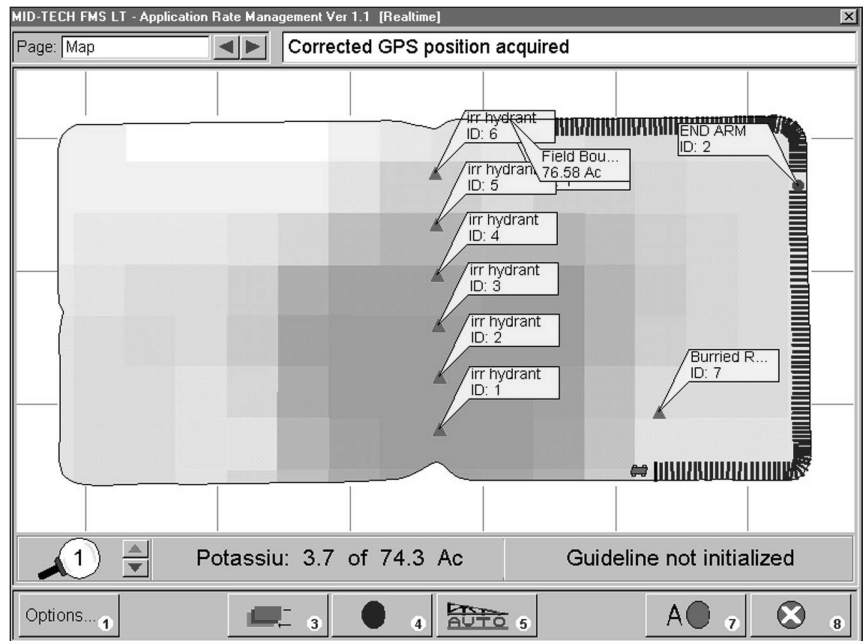 MID-TECH FMS LT - Application Rate Management Ver 1.1 [Realtime]
Page: Map
Corrected GPS position acquired
irr hydrant
ID: 6
END ARM
ID: 2
Field Bou...
76.58 Ac
irr hydran
ID: 5
irr hydrant
ID: 4
irr hydrant
ID: 3
irr hydrant
ID: 2
Burried R...
ID: 7
irr hydrant
ID: 1
1
Potassiu: 3.7 of 74.3 Ac
Guideline not initialized
Options... 1
3
4
AUTO 5
A 7
8